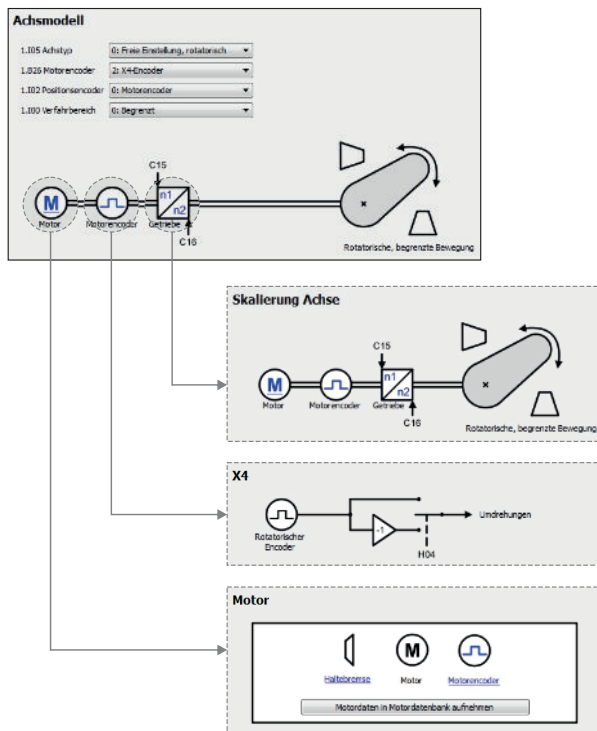 Achsmodell
1.I05 Achstyp 0: Freie Einstellung, rotatorisch
1.B26 Motorencoder 2: X4-Encoder
1.I02 Positionsencoder 0: Motorencoder
1.I00 Verfahrbereich 0: Begrenzt
C15
M
n1
n2
Motor
Motorencoder
Getriebe
C16
Rotatorische, begrenzte Bewegung
Skalierung Achse
C15
M
n1
n2
Motor
Motorencoder
Getriebe
C16
Rotatorische, begrenzte Bewegung
X4
Umdrehungen
Rotatorischer
Encoder
-1
H04
Motor
M
Haltebremse
Motor
Motorencoder
Motordaten in Motordatenbank aufnehmen